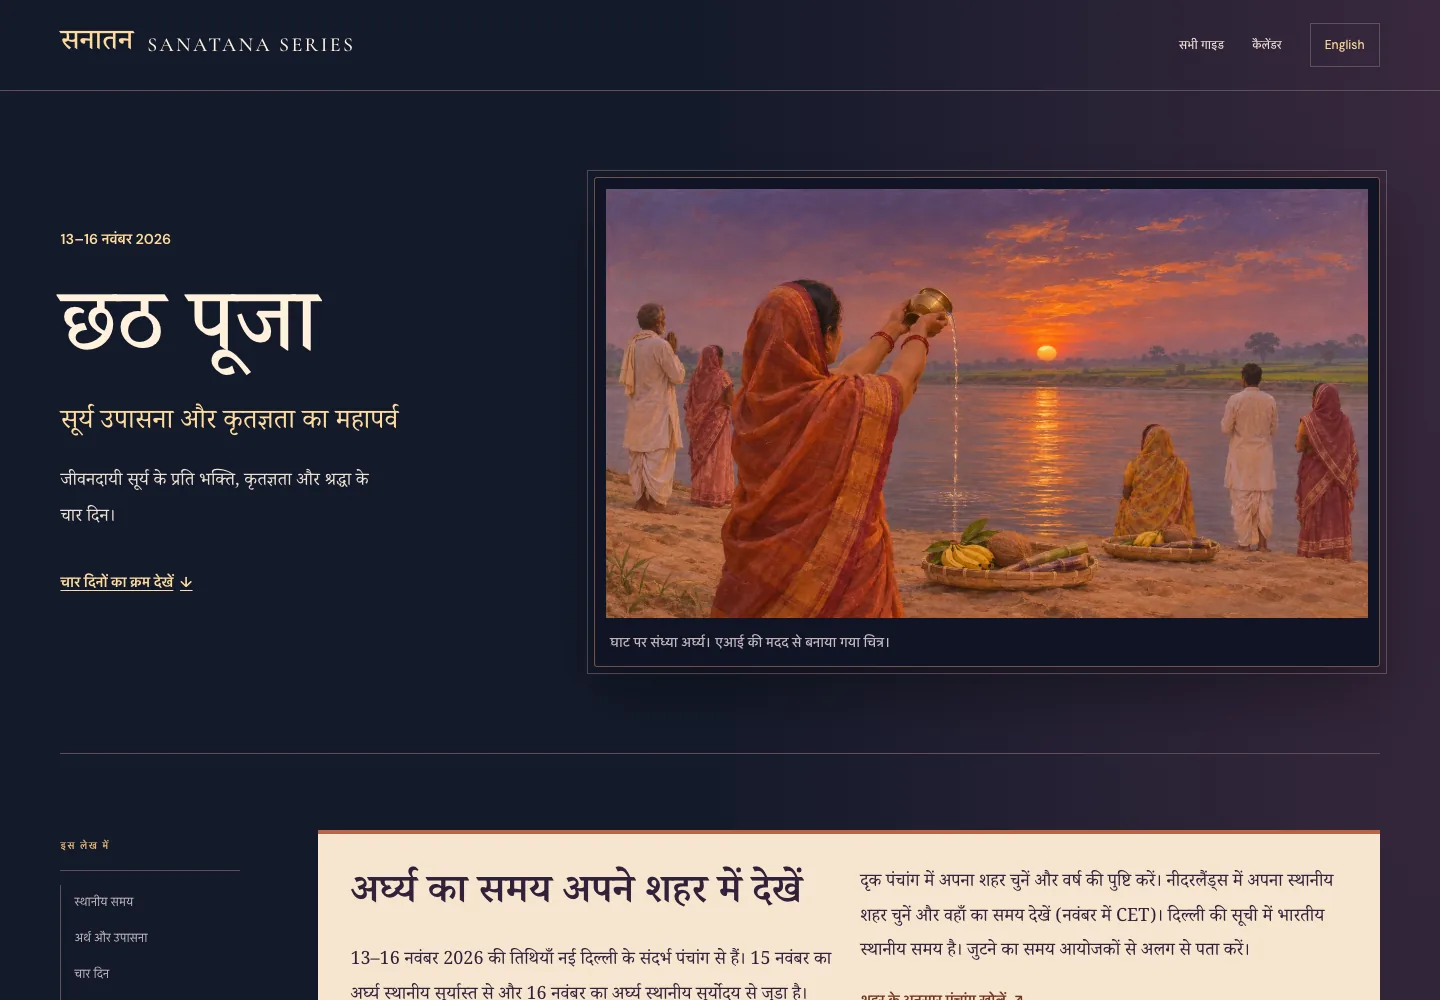 सनातन SANATANA SERIES
सभी गाइड
कैलेंडर
English
13–16 नवंबर 2026
छठ पूजा
सूर्य उपासना और कृतज्ञता का महापर्व
जीवनदायी सूर्य के प्रति भक्ति, कृतज्ञता और श्रद्धा के
चार दिन।
चार दिनों का क्रम देखें ↓
घाट पर संध्या अर्घ्य। एआई की मदद से बनाया गया चित्र।
इस लेख में
स्थानीय समय
अर्थ और उपासना
चार दिन
अर्घ्य का समय अपने शहर में देखें
13–16 नवंबर 2026 की तिथियाँ नई दिल्ली के संदर्भ पंचांग से हैं। 15 नवंबर का
अर्घ्य स्थानीय सूर्यास्त से और 16 नवंबर का अर्घ्य स्थानीय सूर्योदय से जुड़ा है।
दृक पंचांग में अपना शहर चुनें और वर्ष की पुष्टि करें। नीदरलैंड्स में अपना स्थानीय
शहर चुनें और वहाँ का समय देखें (नवंबर में CET)। दिल्ली की सूची में भारतीय
स्थानीय समय है। जुटने का समय आयोजकों से अलग से पता करें।
शहर के अनुसार पंचांग खोलें ↗